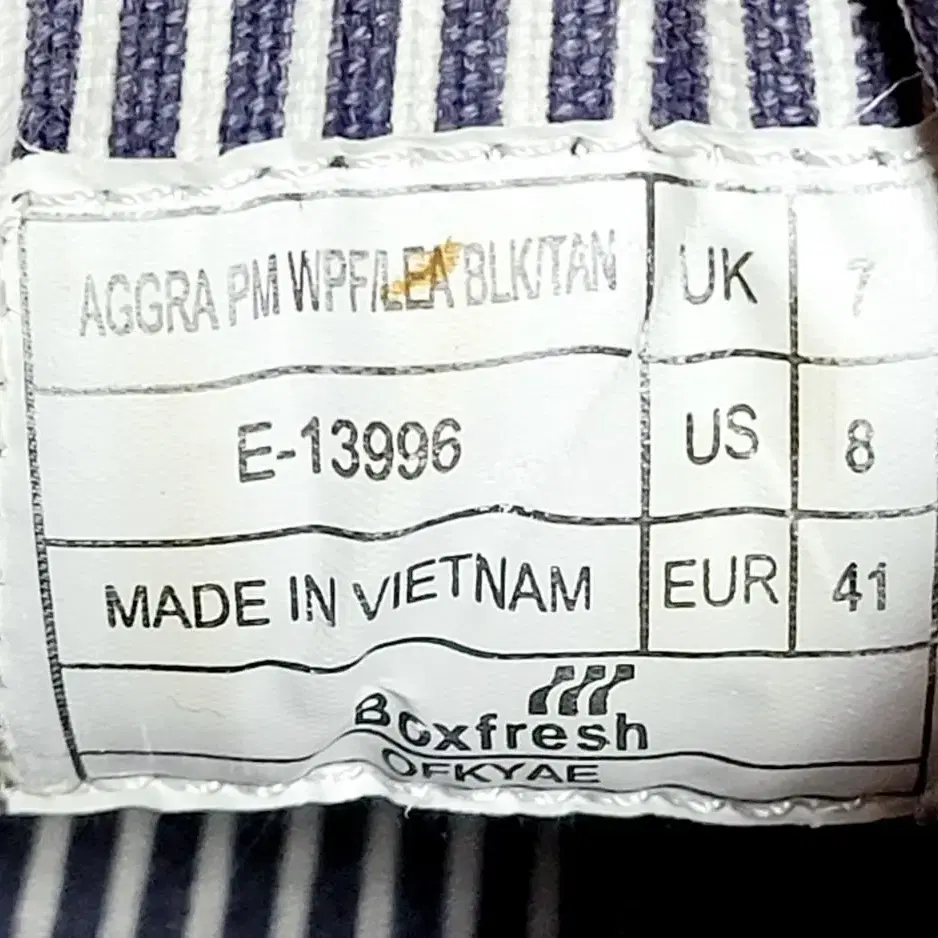 AGGRA PM WPF/LEA BLK/TAN UK 7
E-13996 US 8
MADE IN VIETNAM EUR 41
Boxfresh
OFKYAE